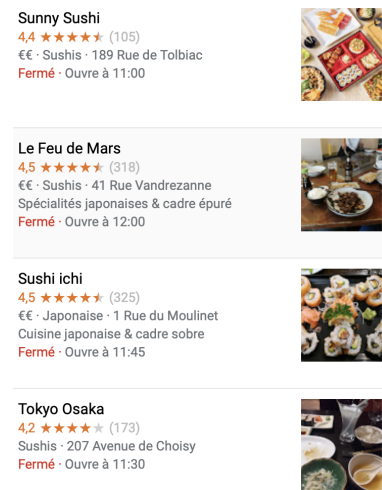 Sunny Sushi
4,4 ★★★★★ (105)
€€ · Sushis · 189 Rue de Tolbiac
Fermé · Ouvre à 11:00
Le Feu de Mars
4,5 ★★★★★ (318)
€€ · Sushis · 41 Rue Vandrezanne
Spécialités japonaises & cadre épuré
Fermé · Ouvre à 12:00
Sushi ichi
4,5 ★★★★★ (325)
€€ · Japonaise · 1 Rue du Moulinet
Cuisine japonaise & cadre sobre
Fermé · Ouvre à 11:45
Tokyo Osaka
4,2 ★★★★★ (173)
Sushis · 207 Avenue de Choisy
Fermé · Ouvre à 11:30